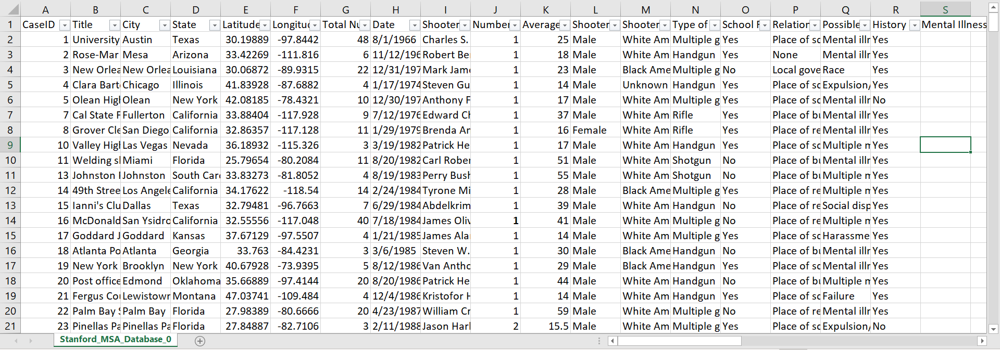 A B C D E F G H I J K L M N O P Q R S
1 CaseID Title City State Latitude Longitu Total Nu Date Shooter Number Average Shooter Shooter Type of School F Relation Possible History Mental Illness
2 1 University Austin Texas 30.19889 -97.8442 48 8/1/1966 Charles S. 1 25 Male White Am Multiple g Yes Place of sc Mental illr Yes
3 2 Rose-Mar Mesa Arizona 33.42269 -111.816 6 11/12/196 Robert Be 1 18 Male White Am Handgun Yes None Mental illr Yes
4 3 New Orlea New Orlea Louisiana 30.06872 -89.9315 22 12/31/197 Mark Jam 1 23 Male Black Ame Multiple g No Local gove Race Yes
5 4 Clara Bart Chicago Illinois 41.83928 -87.6882 4 1/17/1974 Steven Gu 1 14 Male Unknown Handgun Yes Place of sc Expulsion/ Yes
6 5 Olean High Olean New York 42.08185 -78.4321 10 12/30/197 Anthony F 1 17 Male White Am Multiple g Yes Place of sc Mental illr No
7 7 Cal State F Fullerton California 33.88404 -117.928 9 7/12/1976 Edward Ch 1 37 Male White Am Rifle Yes Place of bu Mental illr Yes
8 8 Grover Cle San Diego California 32.86357 -117.128 11 1/29/1979 Brenda An 1 16 Female White Am Rifle Yes Place of re Mental illr Yes
9 10 Valley High Las Vegas Nevada 36.18932 -115.326 3 3/19/1982 Patrick He 1 17 Male White Am Handgun Yes Place of sc Multiple m Yes
10 11 Welding sl Miami Florida 25.79654 -80.2084 11 8/20/1982 Carl Rober 1 51 Male White Am Shotgun No Place of bu Mental illr Yes
11 13 Johnston I Johnston South Car 33.83273 -81.8052 4 8/19/1983 Perry Bush 1 55 Male White Am Shotgun No Place of bu Multiple m Yes
12 14 49th Stree Los Angele California 34.17622 -118.54 14 2/24/1984 Tyrone Mi 1 28 Male Black Ame Multiple g Yes Place of re Multiple m Yes
13 15 Ianni's Clu Dallas Texas 32.79481 -96.7663 7 6/29/1984 Abdelkrim 1 39 Male White Am Handgun No Place of re Social disp Yes
14 16 McDonald San Ysidro California 32.55556 -117.048 40 7/18/1984 James Oliv 1 41 Male White Am Multiple g No Place of re Multiple m Yes
15 17 Goddard J Goddard Kansas 37.67129 -97.5507 4 1/21/1985 James Ala 1 14 Male White Am Multiple g Yes Place of sc Harassme Yes
16 18 Atlanta Po Atlanta Georgia 33.763 -84.4231 3 3/6/1985 Steven W. 1 30 Male Black Ame Handgun No Place of bu Mental illr Yes
17 19 New York Brooklyn New York 40.67928 -73.9395 5 8/12/1986 Van Antho 1 29 Male Black Ame Handgun Yes Place of sc Mental illr Yes
18 20 Post office Edmond Oklahoma 35.66889 -97.4144 20 8/20/1986 Patrick He 1 44 Male White Am Handgun No Place of bu Multiple m Yes
19 21 Fergus Co Lewistown Montana 47.03741 -109.484 4 12/4/1986 Kristofor H 1 14 Male White Am Handgun Yes Place of sc Failure Yes
20 22 Palm Bay S Palm Bay Florida 27.98389 -80.6666 20 4/23/1987 William Cr 1 59 Male White Am Multiple g No Place of re Mental illr Yes
21 23 Pinellas Pa Pinellas Pa Florida 27.84887 -82.7106 3 2/11/1988 Jason Harl 2 15.5 Male White Am Multiple g Yes Place of sc Expulsion/ No
Stanford_MSA_Database_0